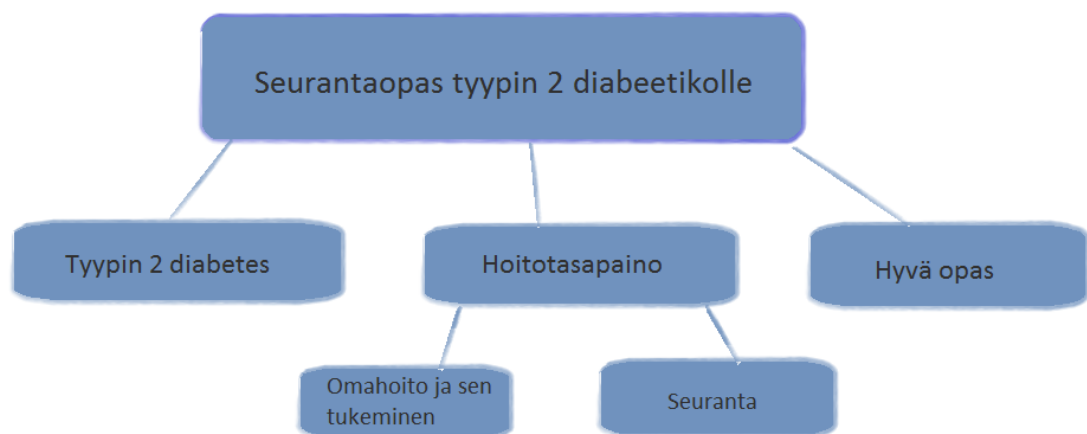 Seurantaopas tyypin 2 diabeetikolle
Tyypin 2 diabetes
Hoitotasapaino
Hyvä opas
Omahoito ja sen
tukeminen
Seuranta